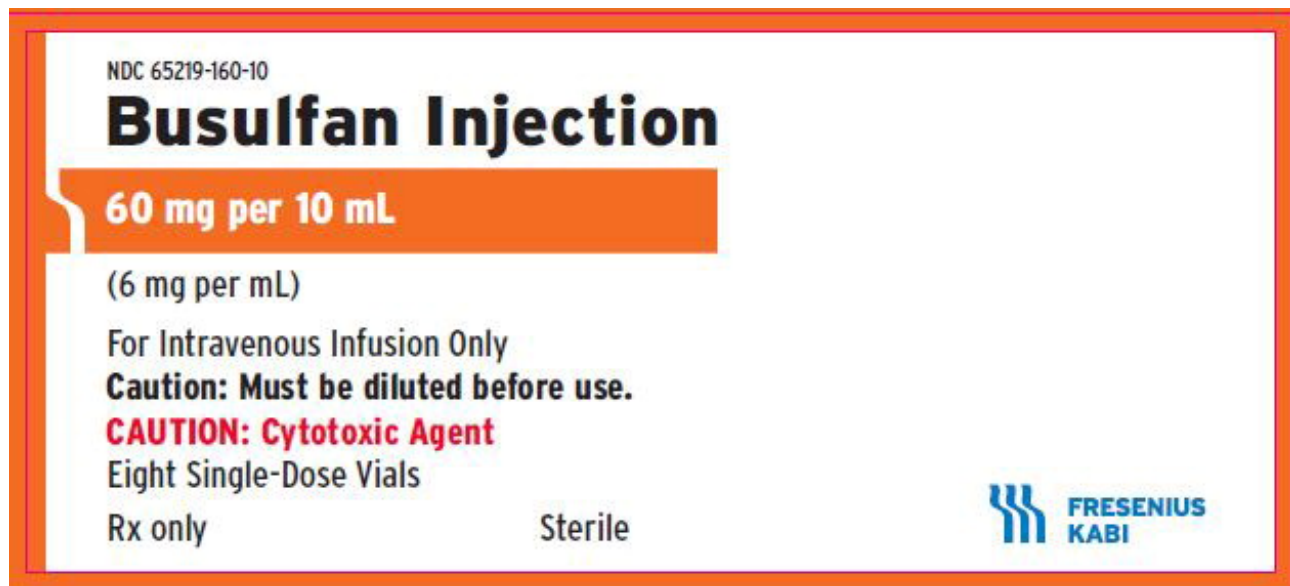 NDC 65219-160-10
Busulfan Injection
60 mg per 10 mL
(6 mg per mL)
For Intravenous Infusion Only
Caution: Must be diluted before use.
CAUTION: Cytotoxic Agent
Eight Single-Dose Vials
Rx only Sterile
FRESENIUS
KABI